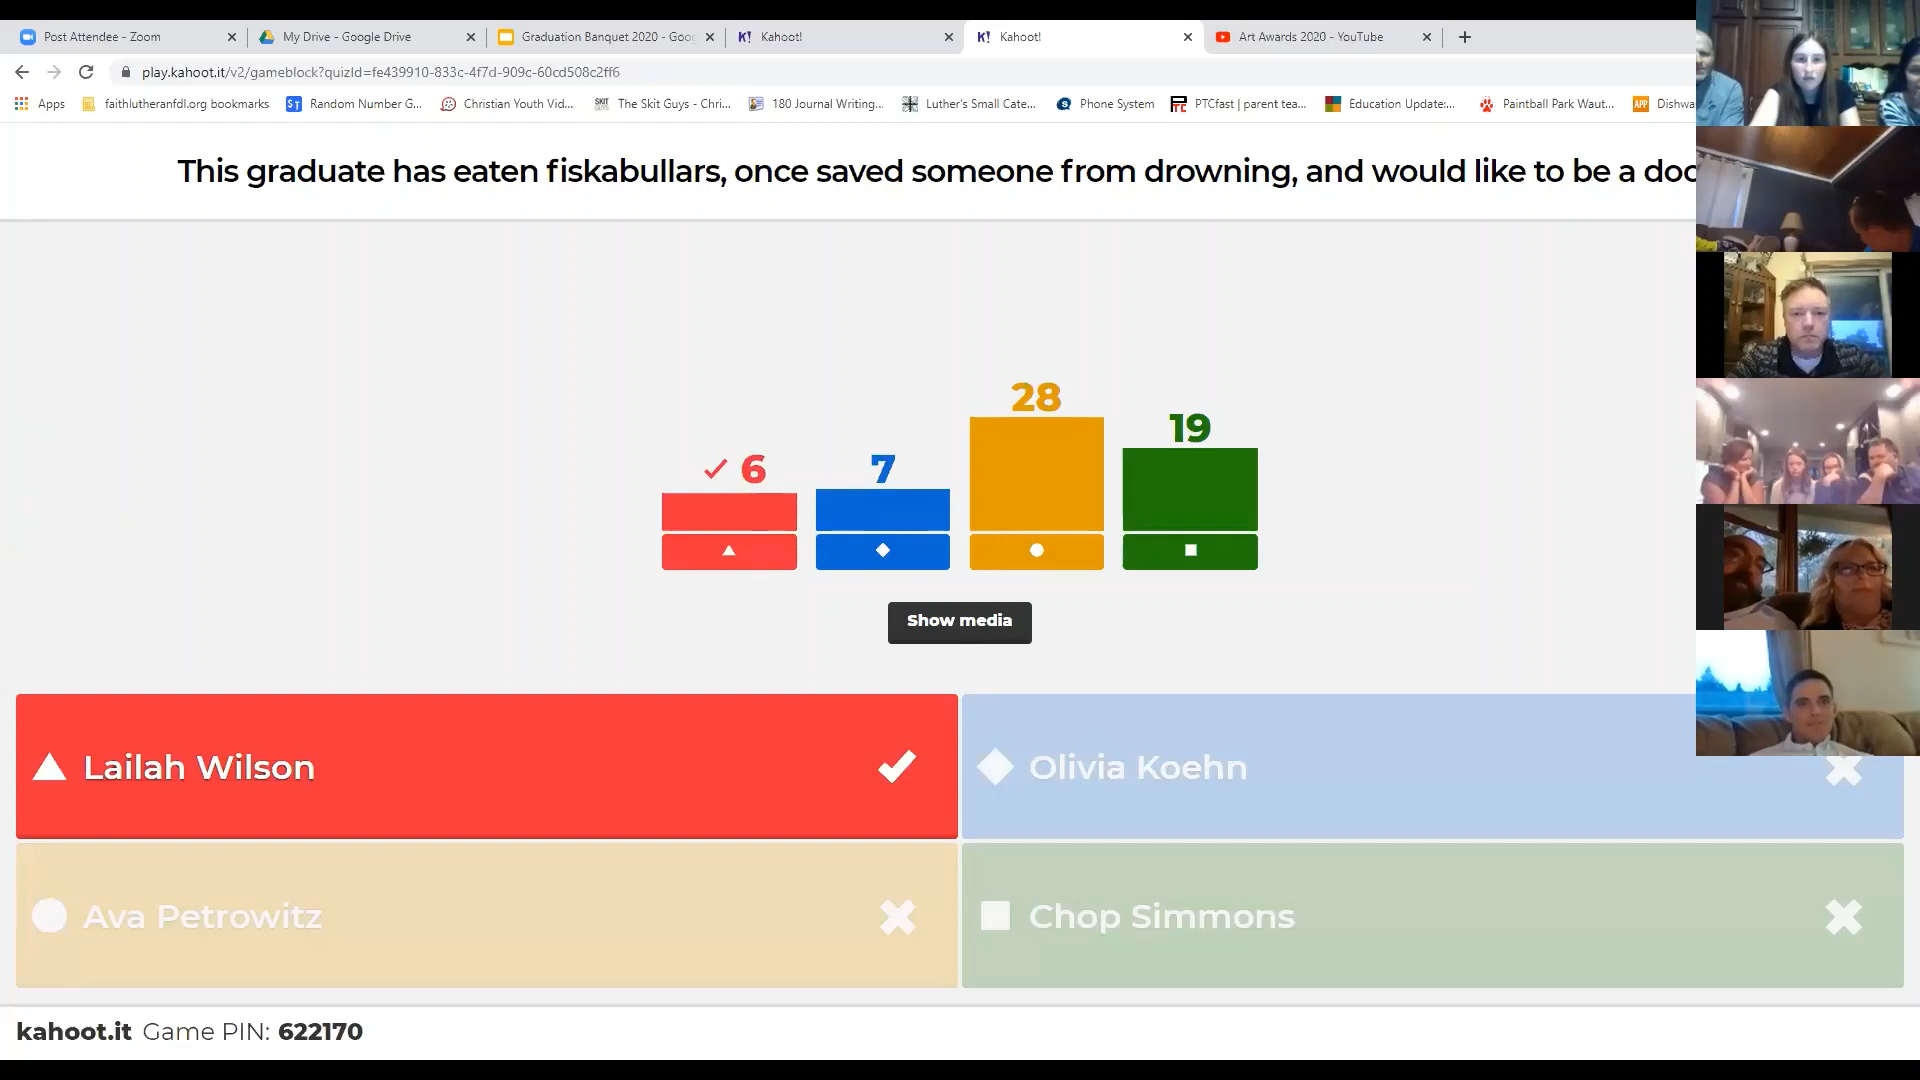 Post Attendee - Zoom
My Drive - Google Drive
Graduation Banquet 2020 - Goog
Kahoot!
Kahoot!
Art Awards 2020 - YouTube
play.kahoot.it/v2/gameblock?quizId=fe439910-833c-4f7d-909c-60cd508c2ff6
Apps
faithlutheranfdl.org bookmarks
Random Number G...
Christian Youth Vid...
The Skit Guys - Chri...
180 Journal Writing...
Luther's Small Cate...
Phone System
PTCfast | parent tea...
Education Update:...
Paintball Park Waut...
Dishwa
This graduate has eaten fiskabullars, once saved someone from drowning, and would like to be a doc
6
7
28
19
Show media
Lailah Wilson
Olivia Koehn
Ava Petrowitz
Chop Simmons
kahoot.it Game PIN: 622170